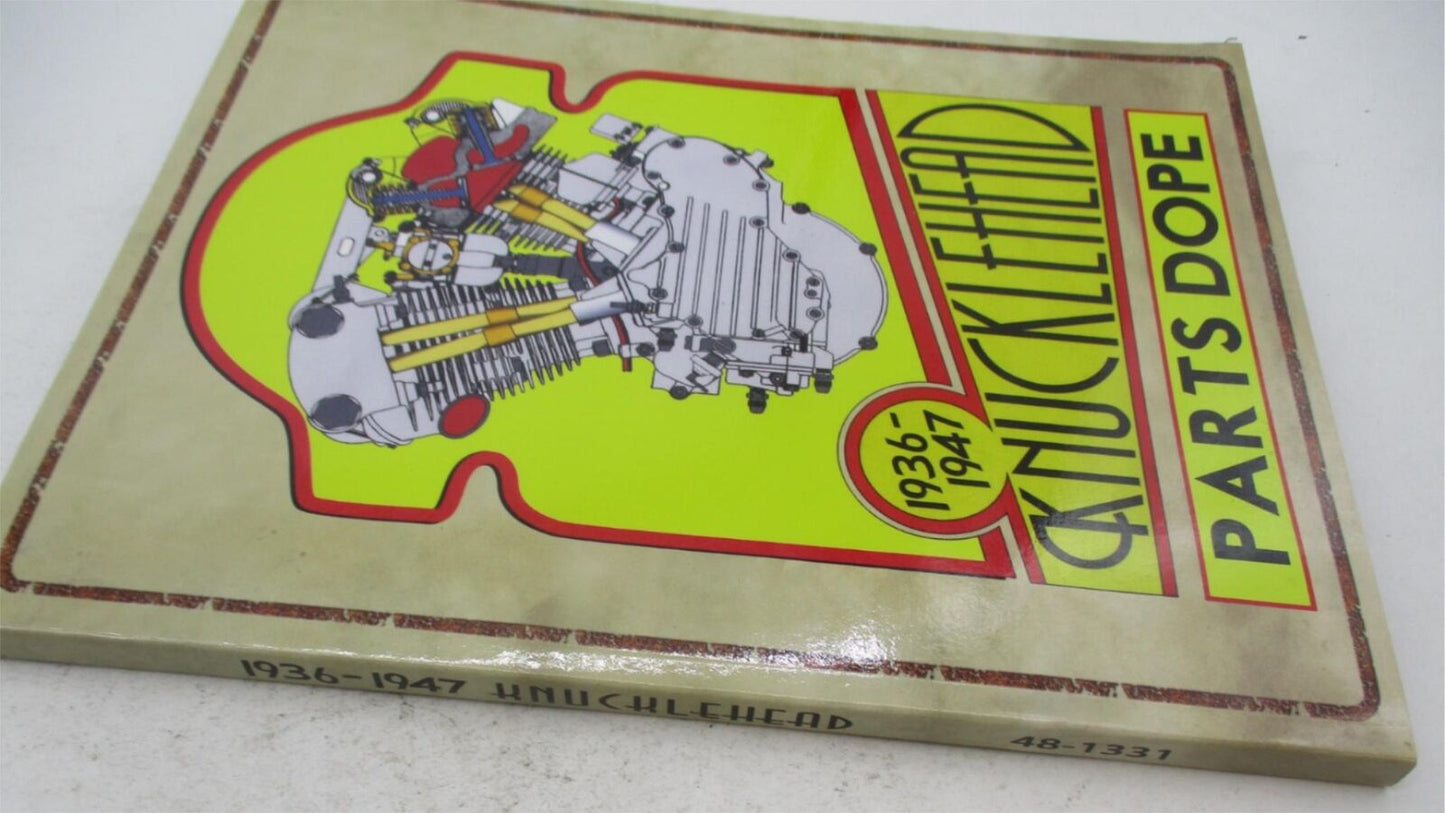 1936-
1947
KNUCKLEHEAD
PARTS DOPE
1936-1947 KNUCKLEHEAD
48-1331